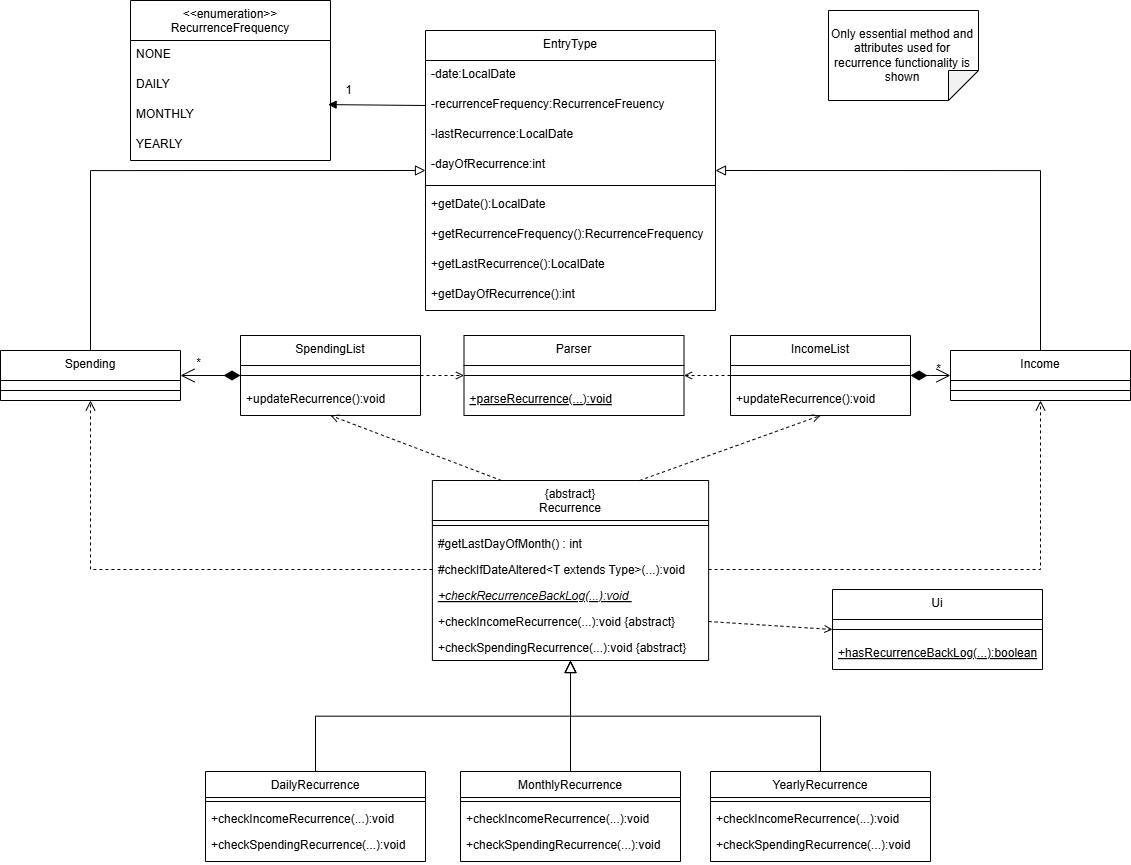 <<enumeration>>
RecurrenceFrequency
NONE
DAILY
MONTHLY
YEARLY
1
EntryType
-date:LocalDate
-recurrenceFrequency:RecurrenceFreuency
-lastRecurrence:LocalDate
-dayOfRecurrence:int
+getDate():LocalDate
+getRecurrenceFrequency():RecurrenceFrequency
+getLastRecurrence():LocalDate
+getDayOfRecurrence():int
Only essential method and
attributes used for
recurrence functionality is
shown
Spending
*
SpendingList
+updateRecurrence():void
Parser
+parseRecurrence(...):void
IncomeList
+updateRecurrence():void
*
Income
{abstract}
Recurrence
#getLastDayOfMonth() : int
#checkIfDateAltered<T extends Type>(...):void
+checkRecurrenceBackLog(...):void
+checkIncomeRecurrence(...):void {abstract}
+checkSpendingRecurrence(...):void {abstract}
Ui
+hasRecurrenceBackLog(...):boolean
DailyRecurrence
+checkIncomeRecurrence(...):void
+checkSpendingRecurrence(...):void
MonthlyRecurrence
+checkIncomeRecurrence(...):void
+checkSpendingRecurrence(...):void
YearlyRecurrence
+checkIncomeRecurrence(...):void
+checkSpendingRecurrence(...):void